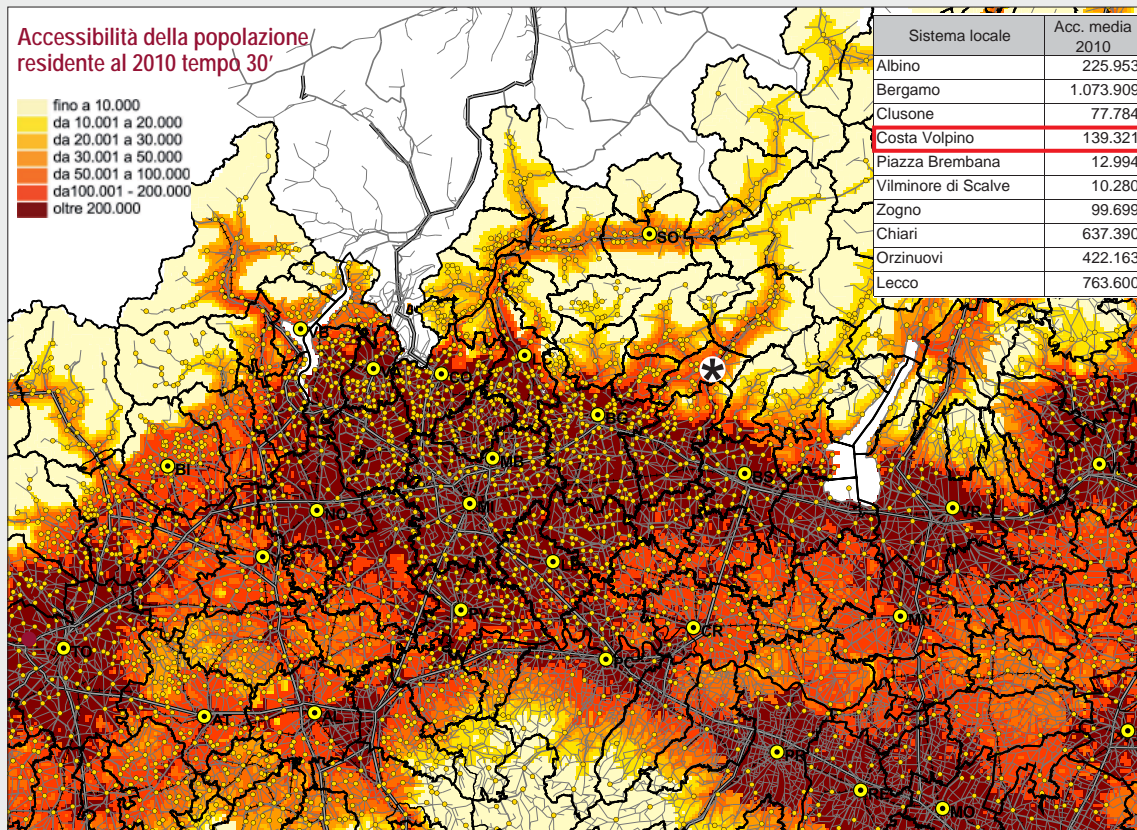 Accessibilità della popolazione
residente al 2010 tempo 30'
fino a 10.000
da 10.001 a 20.000
da 20.001 a 30.000
da 30.001 a 50.000
da 50.001 a 100.000
da100.001 - 200.000
oltre 200.000
Sistema locale Acc. media 2010
Albino 225.953
Bergamo 1.073.909
Clusone 77.784
Costa Volpino 139.321
Piazza Brembana 12.994
Vilminore di Scalve 10.280
Zogno 99.699
Chiari 637.390
Orzinuovi 422.163
Lecco 763.600
SO
VB
CO
BG
MB
BI
BS
MI
NO
VR
CR
MN
TO
PC
AT
AL
PR
MO